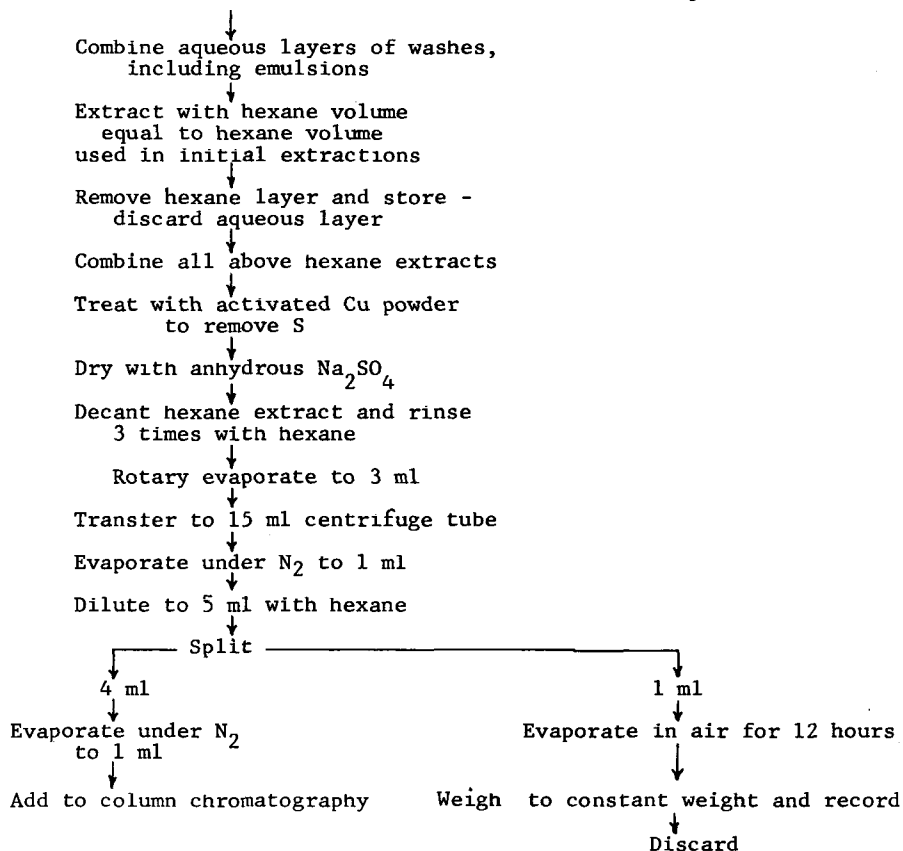 Combine aqueous layers of washes,
including emulsions
Extract with hexane volume
equal to hexane volume
used in initial extractions
Remove hexane layer and store -
discard aqueous layer
Combine all above hexane extracts
Treat with activated Cu powder
to remove S
Dry with anhydrous Na2SO4
Decant hexane extract and rinse
3 times with hexane
Rotary evaporate to 3 ml
Transfer to 15 ml centrifuge tube
Evaporate under N2 to 1 ml
Dilute to 5 ml with hexane
Split
4 ml
1 ml
Evaporate under N2
to 1 ml
Evaporate in air for 12 hours
Add to column chromatography
Weigh to constant weight and record
Discard